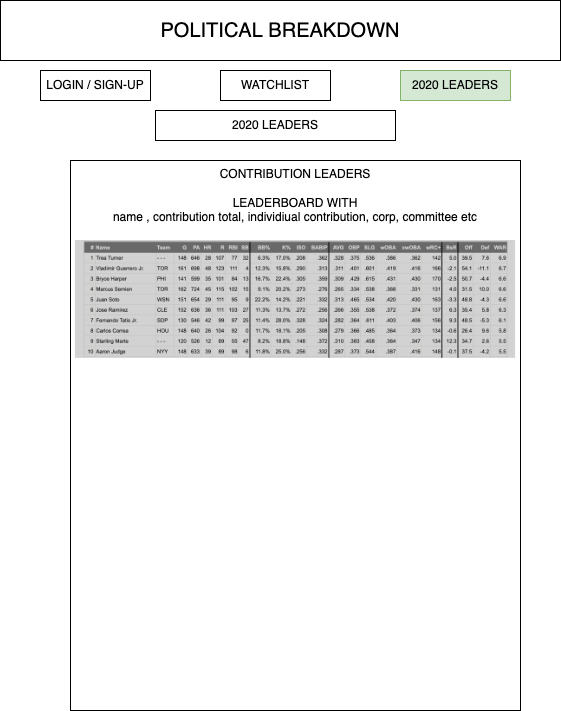 POLITICAL BREAKDOWN
LOGIN / SIGN-UP WATCHLIST 2020 LEADERS
2020 LEADERS
CONTRIBUTION LEADERS
LEADERBOARD WITH
name , contribution total, individiual contribution, corp, committee etc
# Name Team G PA HR R RBI SB BB% K% ISO BABIP AVG OBP SLG wOBA xwOBA wRC+ BsR Off Def WAR
1 Trea Turner - - - 148 646 28 107 77 32 6.3% 17.0% .208 .362 .328 .375 .536 .386 .362 142 5.0 39.5 7.6 6.9
2 Vladimir Guerrero Jr. TOR 161 698 48 123 111 4 12.3% 15.8% .290 .313 .311 .401 .601 .419 .416 166 -2.1 54.1 -11.1 6.7
3 Bryce Harper PHI 141 599 35 101 84 13 16.7% 22.4% .305 .359 .309 .429 .615 .431 .430 170 -2.5 50.7 -4.4 6.6
4 Marcus Semien TOR 162 724 45 115 102 15 9.1% 20.2% .273 .276 .265 .334 .538 .368 .331 131 4.0 31.5 10.0 6.6
5 Juan Soto WSN 151 654 29 111 95 9 22.2% 14.2% .221 .332 .313 .465 .534 .420 .430 163 -3.3 48.8 -4.3 6.6
6 Jose Ramirez CLE 152 636 36 111 103 27 11.3% 13.7% .272 .256 .266 .355 .538 .372 .374 137 6.3 35.4 5.8 6.3
7 Fernando Tatis Jr. SDP 130 546 42 99 97 25 11.4% 28.0% .328 .324 .282 .364 .611 .403 .408 156 9.3 48.5 -5.3 6.1
8 Carlos Correa HOU 148 640 26 104 92 0 11.7% 18.1% .206 .308 .279 .366 .485 .364 .373 134 -0.6 26.4 9.6 5.8
9 Starling Marte - - - 120 526 12 89 55 47 8.2% 18.8% .148 .372 .310 .383 .458 .364 .347 134 12.3 34.7 2.6 5.5
10 Aaron Judge NYY 148 633 39 89 98 6 11.8% 25.0% .256 .332 .287 .373 .544 .387 .416 148 -0.1 37.5 -4.2 5.5